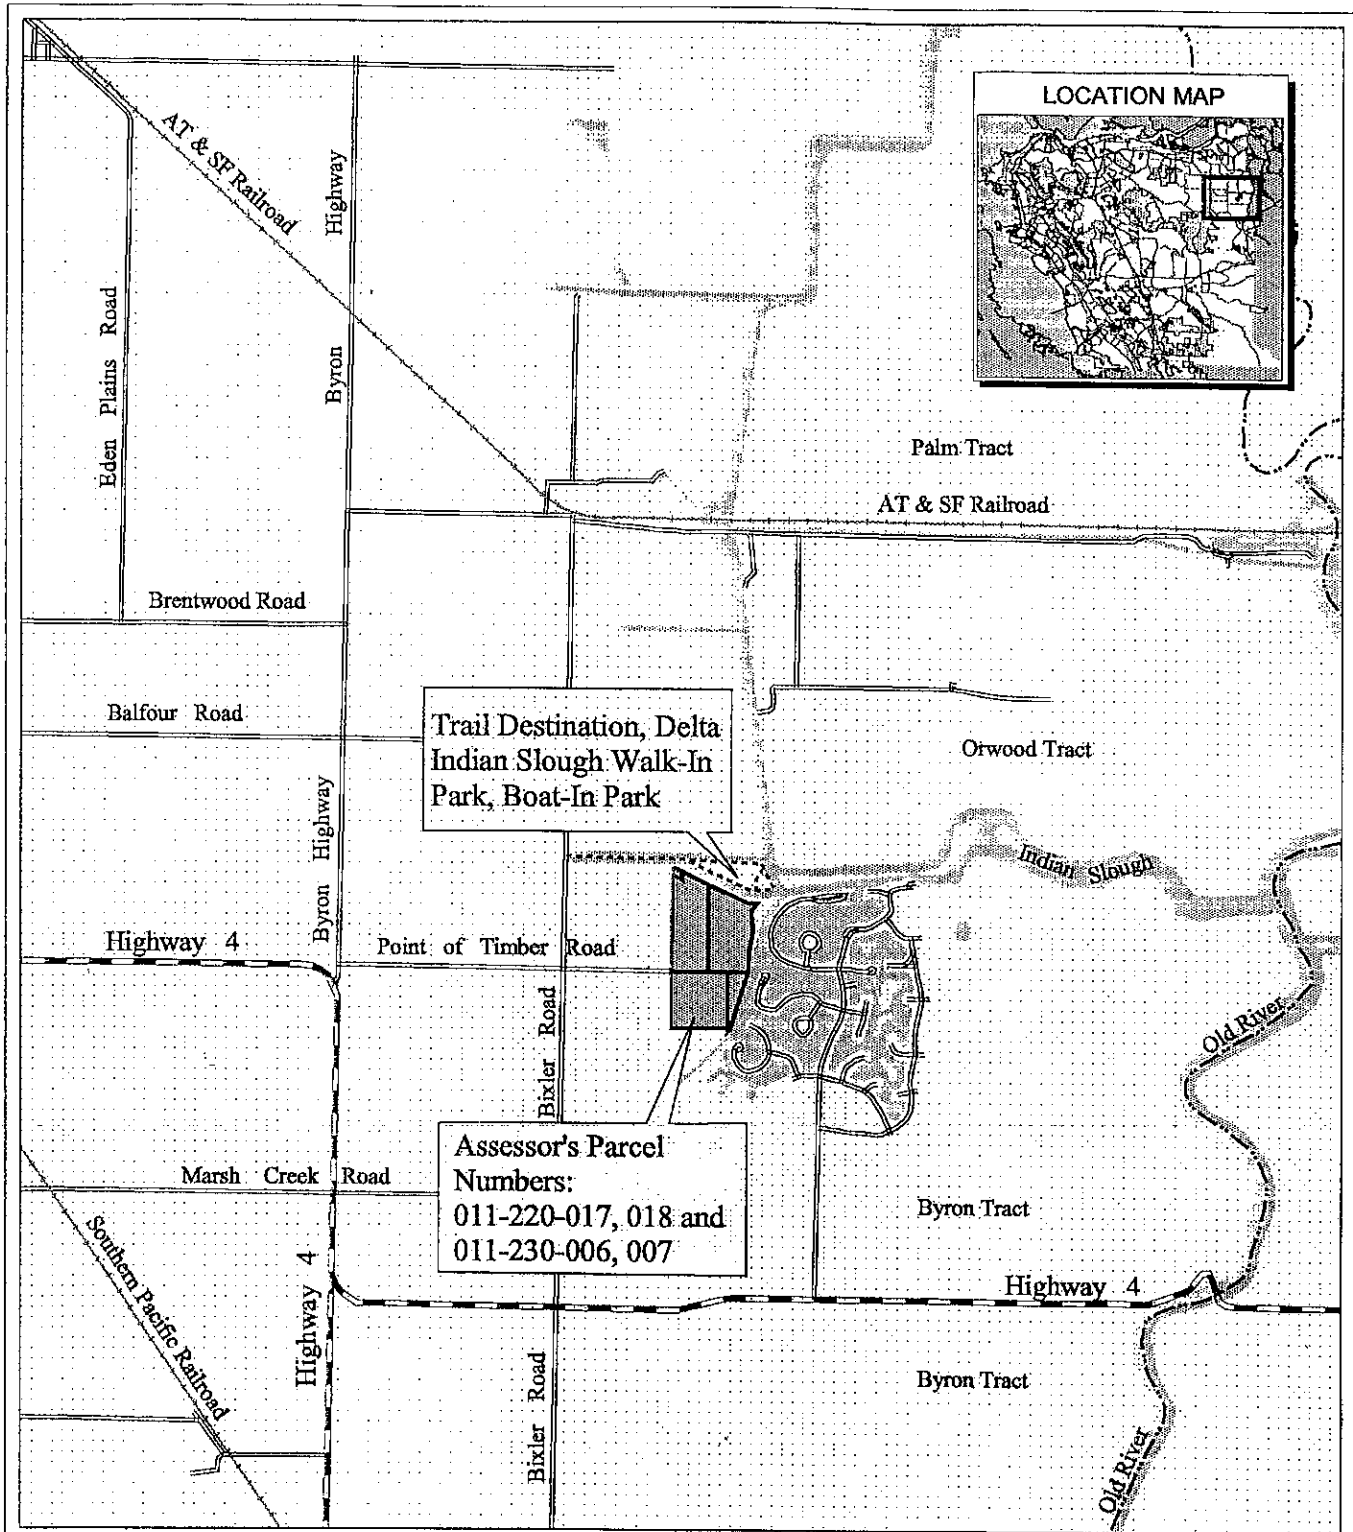 LOCATION MAP
AT & SF Railroad
Byron Highway
Eden Plains Road
Palm Tract
AT & SF Railroad
Brentwood Road
Balfour Road
Trail Destination, Delta
Indian Slough Walk-In
Park, Boat-In Park
Orwood Tract
Byron Highway
Indian Slough
Highway 4
Point of Timber Road
Old River
Bixler Road
Assessor's Parcel
Numbers:
011-220-017, 018 and
011-230-006, 007
Marsh Creek Road
Byron Tract
Southern Pacific Railroad
Highway 4
Highway 4
Byron Tract
Bixler Road
Old River